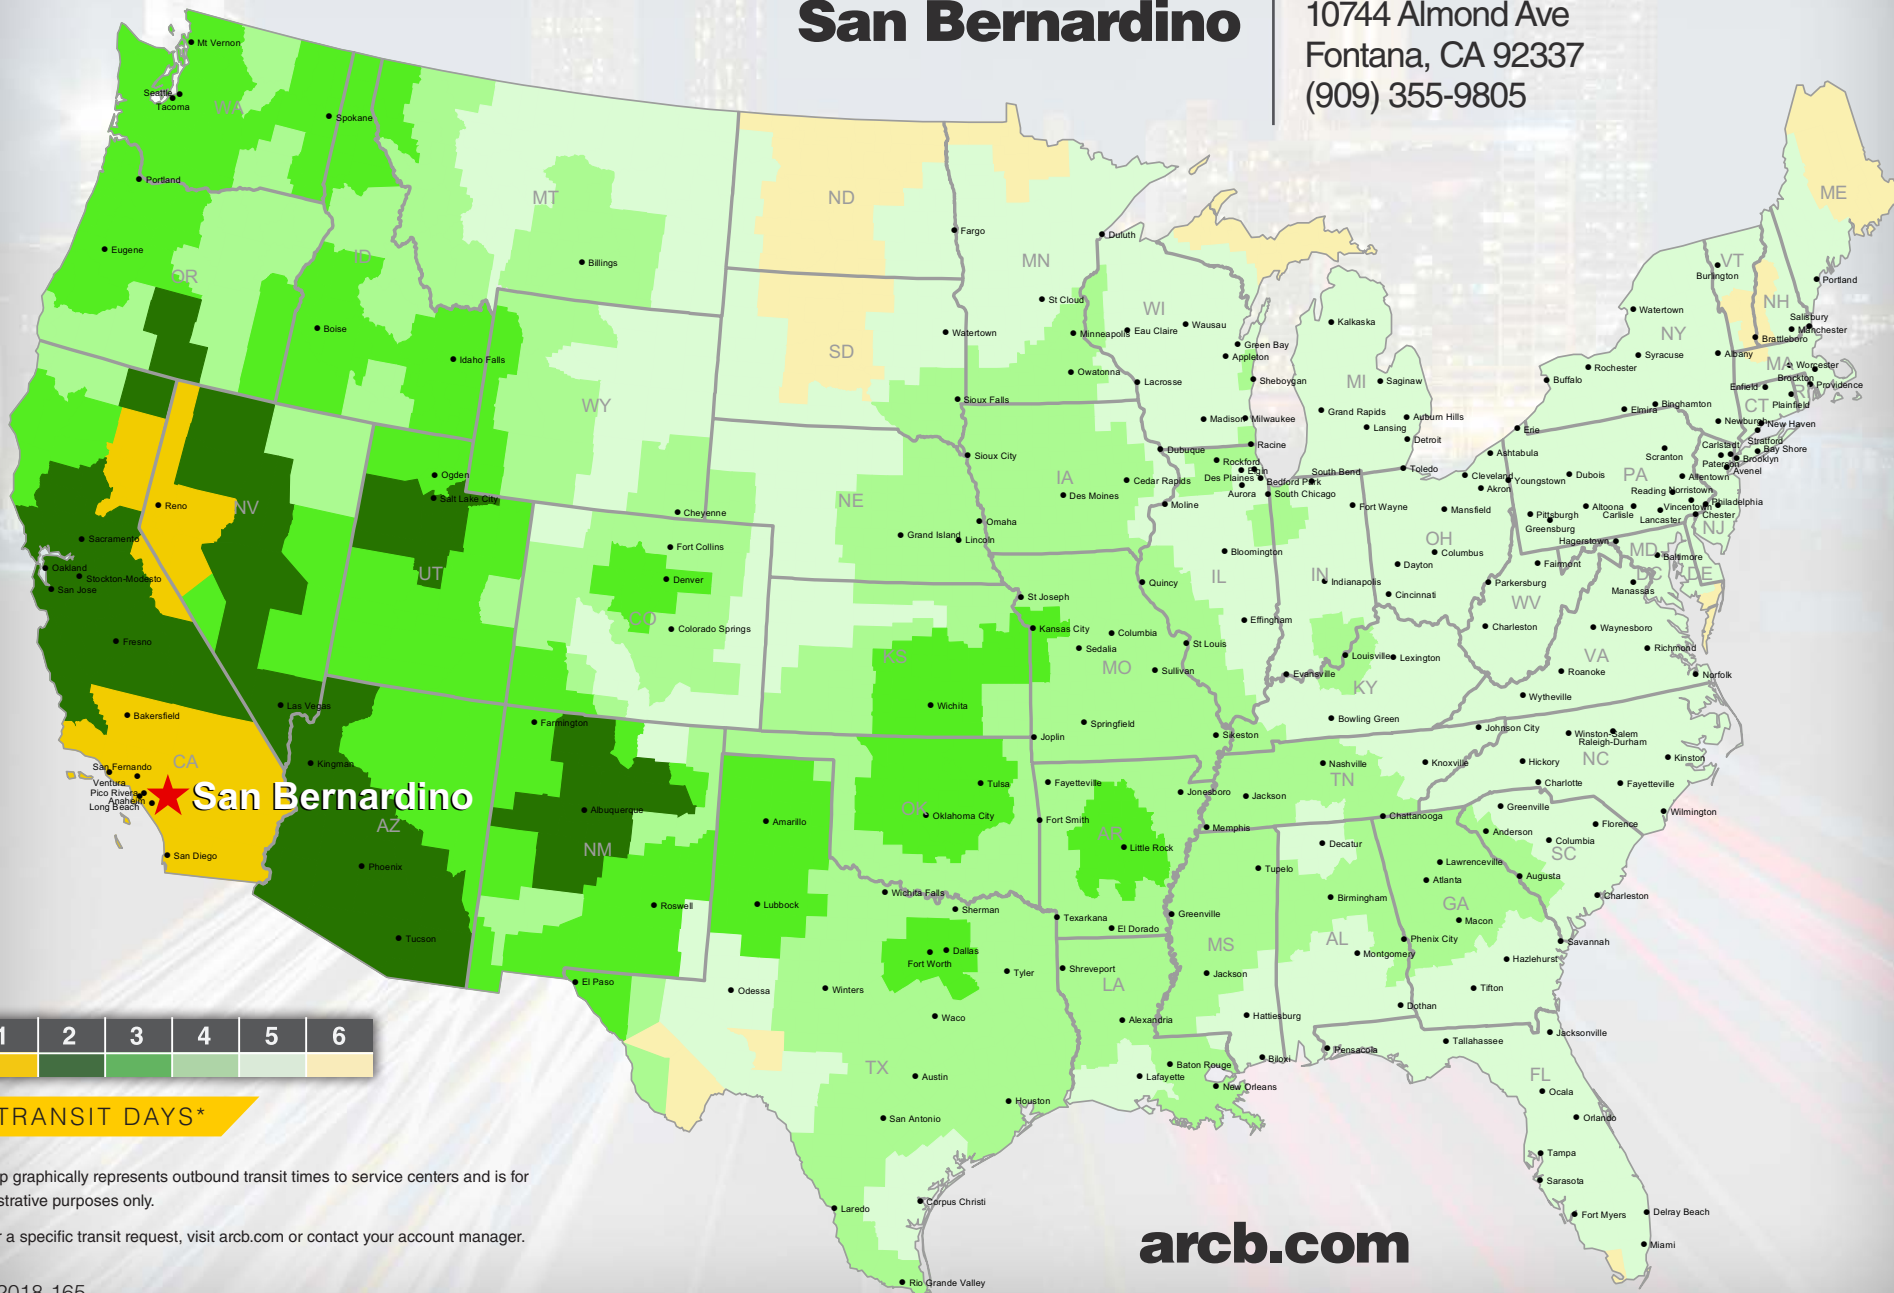 San Bernardino
10744 Almond Ave
Fontana, CA 92337
(909) 355-9805
WA
Mt Vernon
Seattle
Tacoma
Spokane
OR
Portland
Eugene
ID
Boise
Idaho Falls
MT
Billings
ND
Fargo
SD
Watertown
Sioux Falls
MN
Duluth
St Cloud
Minneapolis
Owatonna
WI
Eau Claire
Wausau
Green Bay
Appleton
Sheboygan
Lacrosse
Madison
Milwaukee
Racine
MI
Kalkaska
Saginaw
Grand Rapids
Lansing
Auburn Hills
Detroit
ME
Portland
VT
Burlington
NH
Salisbury
Manchester
Brattleboro
NY
Watertown
Syracuse
Rochester
Buffalo
Albany
Elmira
Binghamton
Newburgh
MA
Worcester
Brockton
Providence
RI
Enfield
Plainfield
CT
New Haven
Stratford
Bay Shore
Carlstadt
Brooklyn
Paterson
Avenel
PA
Erie
Scranton
Dubois
Allentown
Reading
Norristown
Philadelphia
Vincentown
Chester
Altoona
Carlisle
Lancaster
Pittsburgh
Greensburg
NJ
WY
Cheyenne
NE
Grand Island
Lincoln
Omaha
IA
Sioux City
Des Moines
Cedar Rapids
Dubuque
IL
Rockford
Elgin
Des Plaines
Bedford Park
Aurora
South Chicago
Moline
Bloomington
Quincy
Effingham
IN
South Bend
Fort Wayne
Indianapolis
Evansville
OH
Toledo
Cleveland
Ashtabula
Youngstown
Akron
Mansfield
Columbus
Dayton
Cincinnati
MD
Hagerstown
Baltimore
DC
DE
WV
Fairmont
Parkersburg
Charleston
VA
Manassas
Waynesboro
Richmond
Roanoke
Norfolk
Wytheville
NV
Reno
Las Vegas
UT
Ogden
Salt Lake City
CO
Fort Collins
Denver
Colorado Springs
KS
Wichita
MO
St Joseph
Kansas City
Columbia
Sedalia
St Louis
Sullivan
Springfield
Joplin
Sikeston
KY
Louisville
Lexington
Bowling Green
CA
Sacramento
Oakland
Stockton-Modesto
San Jose
Fresno
Bakersfield
San Fernando
Ventura
Pico Rivera
Anaheim
Long Beach
San Bernardino
San Diego
AZ
Kingman
Phoenix
Tucson
NM
Farmington
Albuquerque
Roswell
OK
Tulsa
Oklahoma City
AR
Fayetteville
Fort Smith
Jonesboro
Little Rock
El Dorado
TN
Nashville
Knoxville
Johnson City
Jackson
Memphis
Chattanooga
NC
Winston-Salem
Raleigh-Durham
Hickory
Kinston
Charlotte
Fayetteville
Wilmington
SC
Greenville
Anderson
Florence
Columbia
Charleston
TX
Amarillo
Lubbock
Wichita Falls
Sherman
Dallas
Fort Worth
Texarkana
Tyler
El Paso
Odessa
Winters
Waco
Austin
Houston
San Antonio
Corpus Christi
Laredo
Rio Grande Valley
LA
Shreveport
Alexandria
Baton Rouge
Lafayette
New Orleans
MS
Tupelo
Greenville
Jackson
Hattiesburg
Biloxi
AL
Decatur
Birmingham
Montgomery
Dothan
GA
Lawrenceville
Atlanta
Augusta
Macon
Phenix City
Savannah
Hazlehurst
Tifton
FL
Pensacola
Tallahassee
Jacksonville
Ocala
Orlando
Tampa
Sarasota
Fort Myers
Delray Beach
Miami
1 2 3 4 5 6
TRANSIT DAYS*
p graphically represents outbound transit times to service centers and is for
strative purposes only.
r a specific transit request, visit arcb.com or contact your account manager.
arcb.com
2018-165